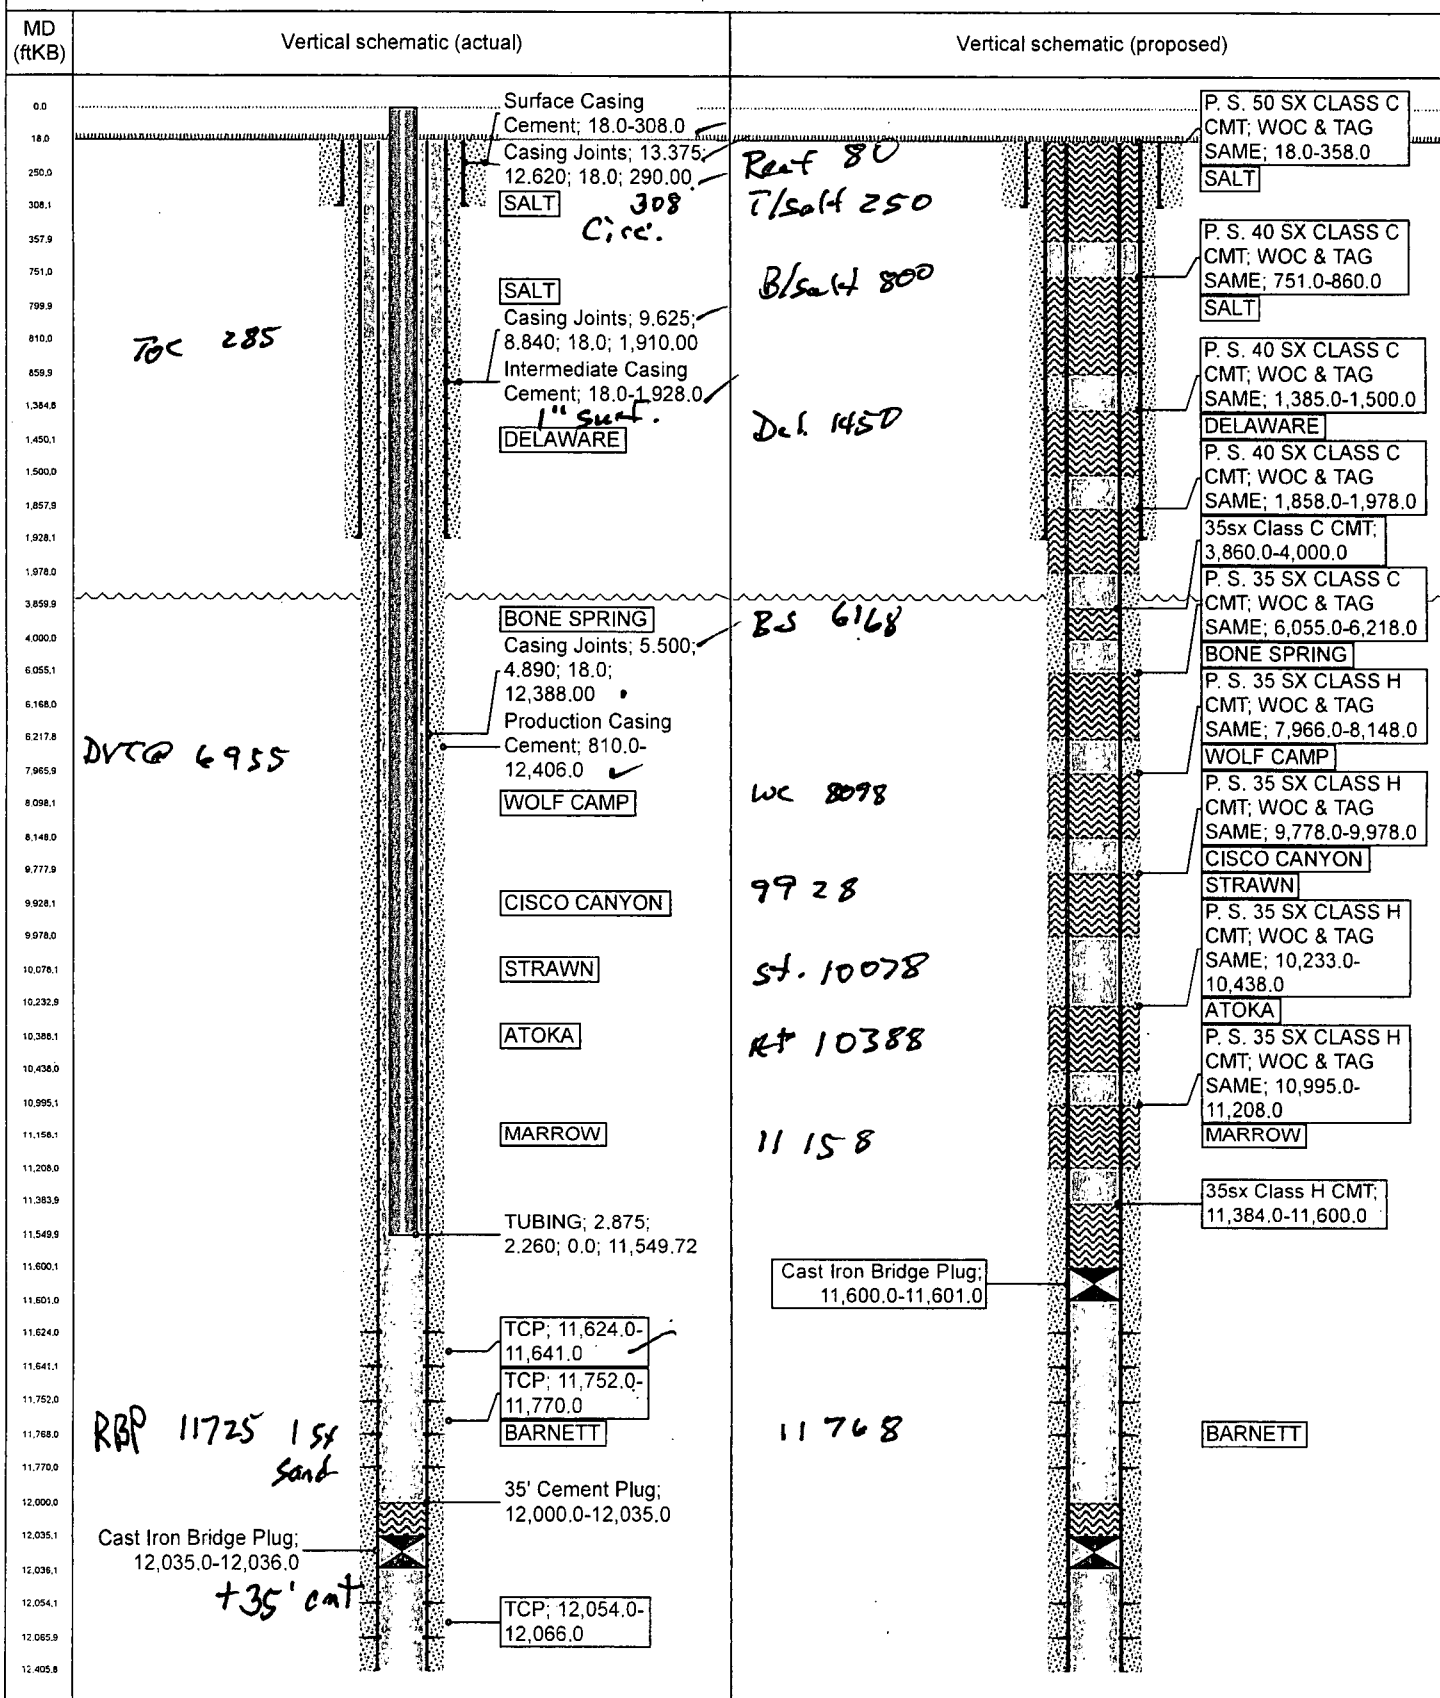 MD
(ftKB)
Vertical schematic (actual)
Vertical schematic (proposed)
0.0
18.0
250.0
308.1
357.9
751.0
799.9
810.0
859.9
1,384.8
1,450.1
1,500.0
1,857.9
1,928.1
1,978.0
3,859.9
4,000.0
6,055.1
6,168.0
6,217.8
7,965.9
8,098.1
8,148.0
9,777.9
9,928.1
9,978.0
10,078.1
10,232.9
10,388.1
10,438.0
10,995.1
11,158.1
11,208.0
11,383.9
11,549.9
11,600.1
11,601.0
11,624.0
11,641.1
11,752.0
11,768.0
11,770.0
12,000.0
12,035.1
12,036.1
12,054.1
12,065.9
12,405.8
TOC 285
DVT@ 6955
RBP 11725 1 sx
sand
Cast Iron Bridge Plug;
12,035.0-12,036.0
+35' cmt
Surface Casing
Cement; 18.0-308.0
Casing Joints; 13.375;
12.620; 18.0; 290.00
SALT
308
Circ.
SALT
Casing Joints; 9.625;
8.840; 18.0; 1,910.00
Intermediate Casing
Cement; 18.0-1,928.0
1" surf.
DELAWARE
BONE SPRING
Casing Joints; 5.500;
4.890; 18.0;
12,388.00
Production Casing
Cement; 810.0-
12,406.0
WOLF CAMP
CISCO CANYON
STRAWN
ATOKA
MARROW
TUBING; 2.875;
2.260; 0.0; 11,549.72
TCP; 11,624.0-
11,641.0
TCP; 11,752.0-
11,770.0
BARNETT
35' Cement Plug;
12,000.0-12,035.0
TCP; 12,054.0-
12,066.0
80
T/Salt 250
B/Salt 800
Del. 1450
BS 6168
WC 8098
9928
St. 10078
At 10388
11158
Cast Iron Bridge Plug;
11,600.0-11,601.0
11768
P. S. 50 SX CLASS C
CMT; WOC & TAG
SAME; 18.0-358.0
SALT
P. S. 40 SX CLASS C
CMT; WOC & TAG
SAME; 751.0-860.0
SALT
P. S. 40 SX CLASS C
CMT; WOC & TAG
SAME; 1,385.0-1,500.0
DELAWARE
P. S. 40 SX CLASS C
CMT; WOC & TAG
SAME; 1,858.0-1,978.0
35sx Class C CMT;
3,860.0-4,000.0
P. S. 35 SX CLASS C
CMT; WOC & TAG
SAME; 6,055.0-6,218.0
BONE SPRING
P. S. 35 SX CLASS H
CMT; WOC & TAG
SAME; 7,966.0-8,148.0
WOLF CAMP
P. S. 35 SX CLASS H
CMT; WOC & TAG
SAME; 9,778.0-9,978.0
CISCO CANYON
STRAWN
P. S. 35 SX CLASS H
CMT; WOC & TAG
SAME; 10,233.0-
10,438.0
ATOKA
P. S. 35 SX CLASS H
CMT; WOC & TAG
SAME; 10,995.0-
11,208.0
MARROW
35sx Class H CMT;
11,384.0-11,600.0
BARNETT